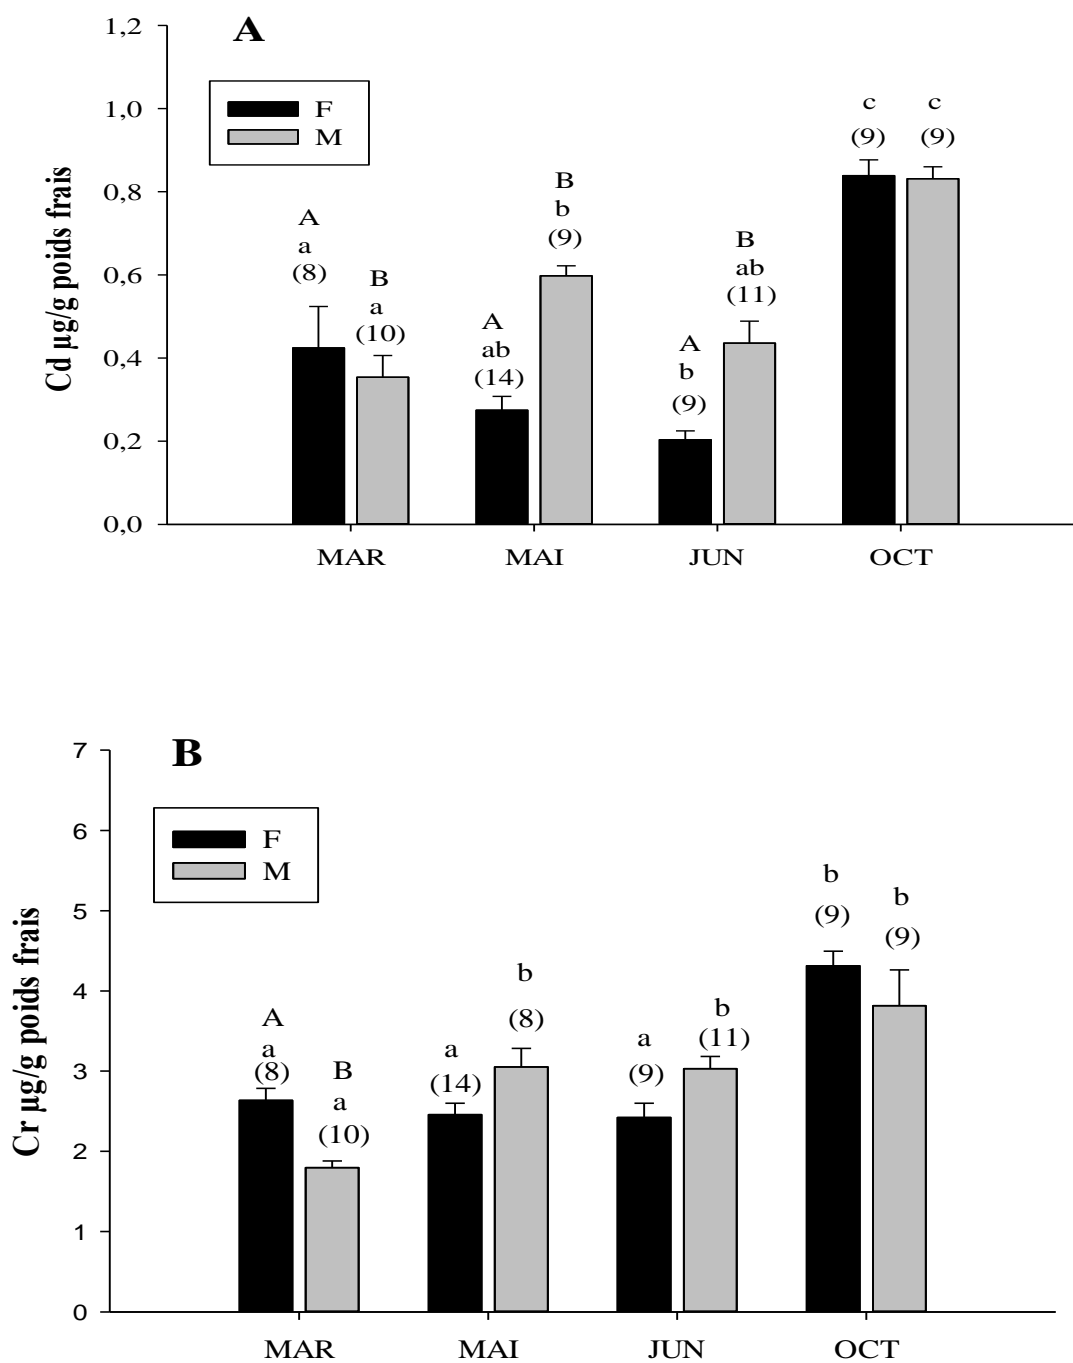 A
1,2
1,0
0,8
0,6
0,4
0,2
0,0
Cd µg/g poids frais
F
M
A
a
(8)
B
a
(10)
A
ab
(14)
B
b
(9)
A
b
(9)
B
ab
(11)
c
(9)
c
(9)
MAR MAI JUN OCT
B
7
6
5
4
3
2
1
0
Cr µg/g poids frais
F
M
A
a
(8)
B
a
(10)
a
(14)
b
(8)
a
(9)
b
(11)
b
(9)
b
(9)
MAR MAI JUN OCT